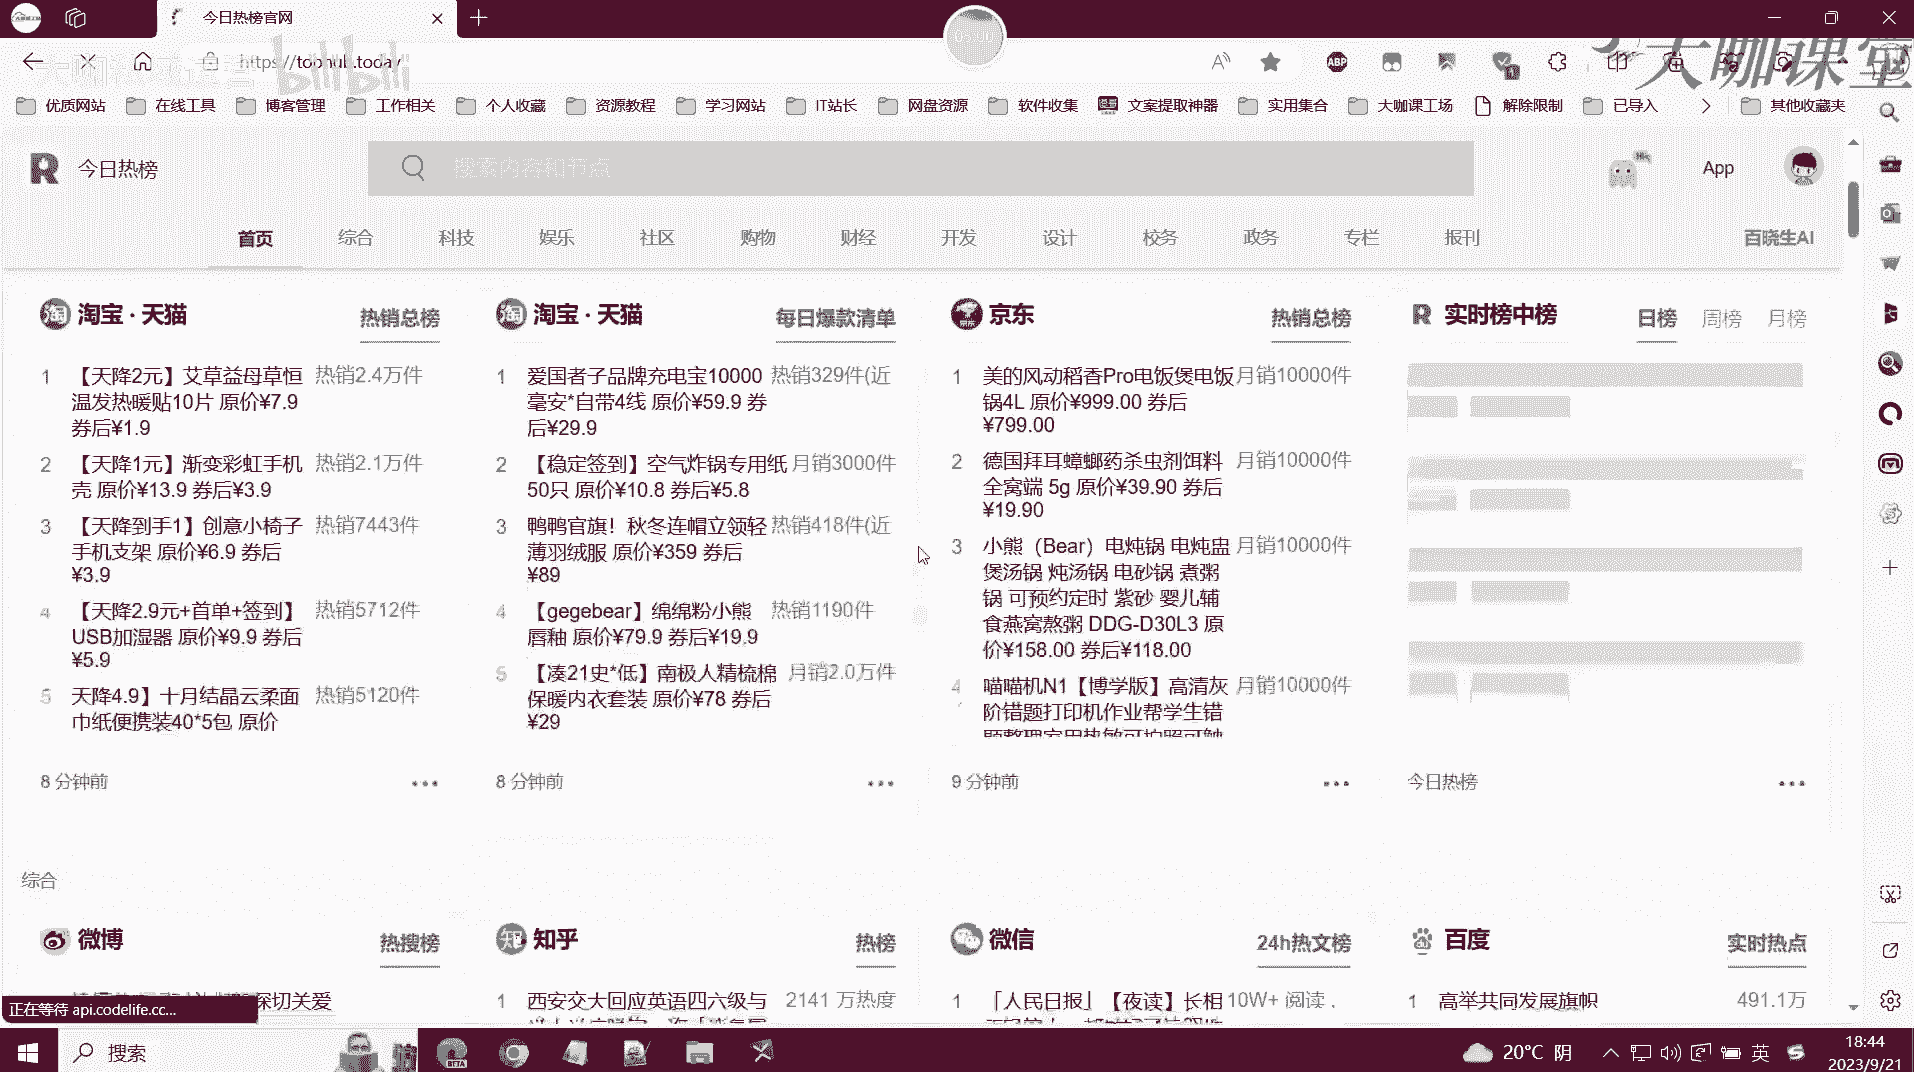 今日热榜官网
https://tophub.today
大咖课堂
优质网站 在线工具 博客管理 工作相关 个人收藏 资源教程 学习网站 IT站长 网盘资源 软件收集 文案提取神器 实用集合 大咖课工场 解除限制 已导入 其他收藏夹
今日热榜
搜索内容和节点
App
首页 综合 科技 娱乐 社区 购物 财经 开发 设计 校务 政务 专栏 报刊 百晓生AI
淘宝 · 天猫 热销总榜
1 【天降2元】艾草益母草恒 热销2.4万件
温发热暖贴10片 原价¥7.9
券后¥1.9
2 【天降1元】渐变彩虹手机 热销2.1万件
壳 原价¥13.9 券后¥3.9
3 【天降到手1】创意小椅子 热销7443件
手机支架 原价¥6.9 券后
¥3.9
4 【天降2.9元+首单+签到】 热销5712件
USB加湿器 原价¥9.9 券后
¥5.9
5 天降4.9】十月结晶云柔面 热销5120件
巾纸便携装40*5包 原价
8 分钟前
淘宝 · 天猫 每日爆款清单
1 爱国者子品牌充电宝10000 热销329件(近
毫安*自带4线 原价¥59.9 券
后¥29.9
2 【稳定签到】空气炸锅专用纸 月销3000件
50只 原价¥10.8 券后¥5.8
3 鸭鸭官旗！秋冬连帽立领轻 热销418件(近
薄羽绒服 原价¥359 券后
¥89
4 【gegebear】绵绵粉小熊 热销1190件
唇釉 原价¥79.9 券后¥19.9
5 【凑21史*低】南极人精梳棉 月销2.0万件
保暖内衣套装 原价¥78 券后
¥29
8 分钟前
京东 热销总榜
1 美的风动稻香Pro电饭煲电饭 月销10000件
锅4L 原价¥999.00 券后
¥799.00
2 德国拜耳蟑螂药杀虫剂饵料 月销10000件
全窝端 5g 原价¥39.90 券后
¥19.90
3 小熊（Bear）电炖锅 电炖盅 月销10000件
煲汤锅 炖汤锅 电砂锅 煮粥
锅 可预约定时 紫砂 婴儿辅
食燕窝熬粥 DDG-D30L3 原
价¥158.00 券后¥118.00
4 喵喵机N1【博学版】高清灰 月销10000件
阶错题打印机作业帮学生错
9 分钟前
实时榜中榜 日榜 周榜 月榜
今日热榜
综合
微博 热搜榜
深切关爱
知乎 热榜
1 西安交大回应英语四六级与 2141 万热度
微信 24h热文榜
1 「人民日报」【夜读】长相 10W+ 阅读 .
百度 实时热点
1 高举共同发展旗帜 491.1万
正在等待 api.codelife.cc...
搜索
20°C 阴
英
18:44
2023/9/21